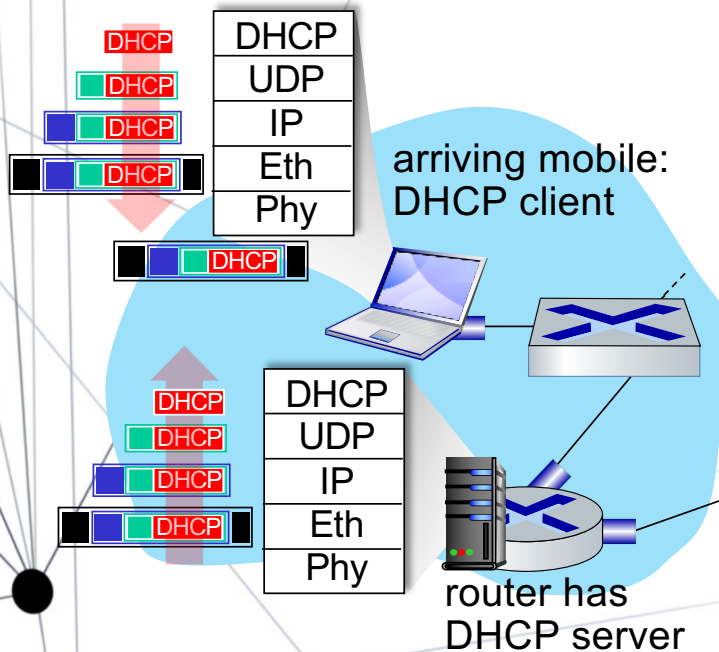 DHCP
DHCP
DHCP
DHCP
DHCP
DHCP
UDP
IP
Eth
Phy
arriving mobile:
DHCP client
DHCP
DHCP
DHCP
DHCP
DHCP
UDP
IP
Eth
Phy
router has
DHCP server